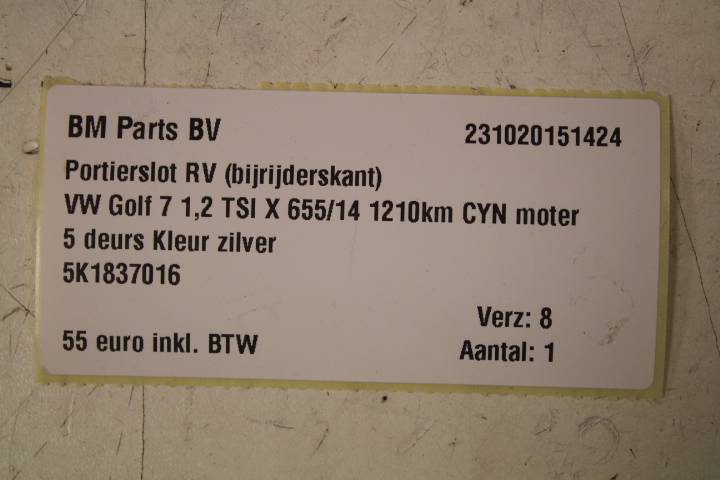 BM Parts BV 231020151424
Portierslot RV (bijrijderskant)
VW Golf 7 1,2 TSI X 655/14 1210km CYN moter
5 deurs Kleur zilver
5K1837016
Verz: 8
55 euro inkl. BTW Aantal: 1